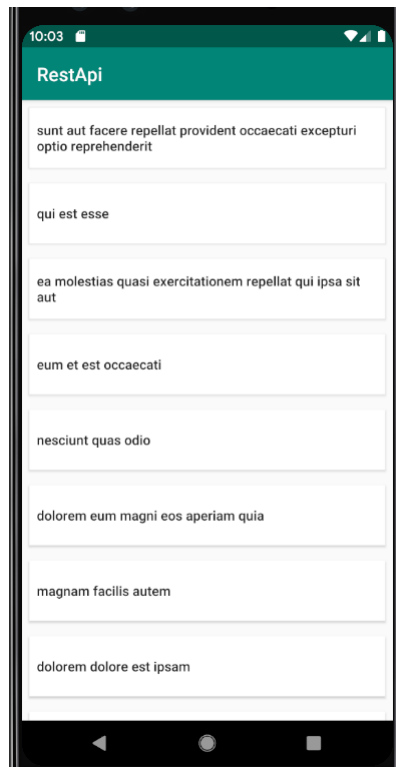 10:03
RestApi
sunt aut facere repellat provident occaecati excepturi
optio reprehenderit
qui est esse
ea molestias quasi exercitationem repellat qui ipsa sit
aut
eum et est occaecati
nesciunt quas odio
dolorem eum magni eos aperiam quia
magnam facilis autem
dolorem dolore est ipsam